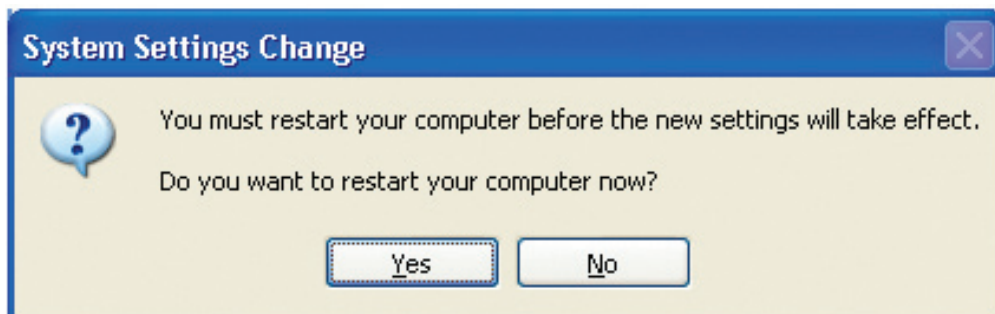 System Settings Change
You must restart your computer before the new settings will take effect.
Do you want to restart your computer now?
Yes No